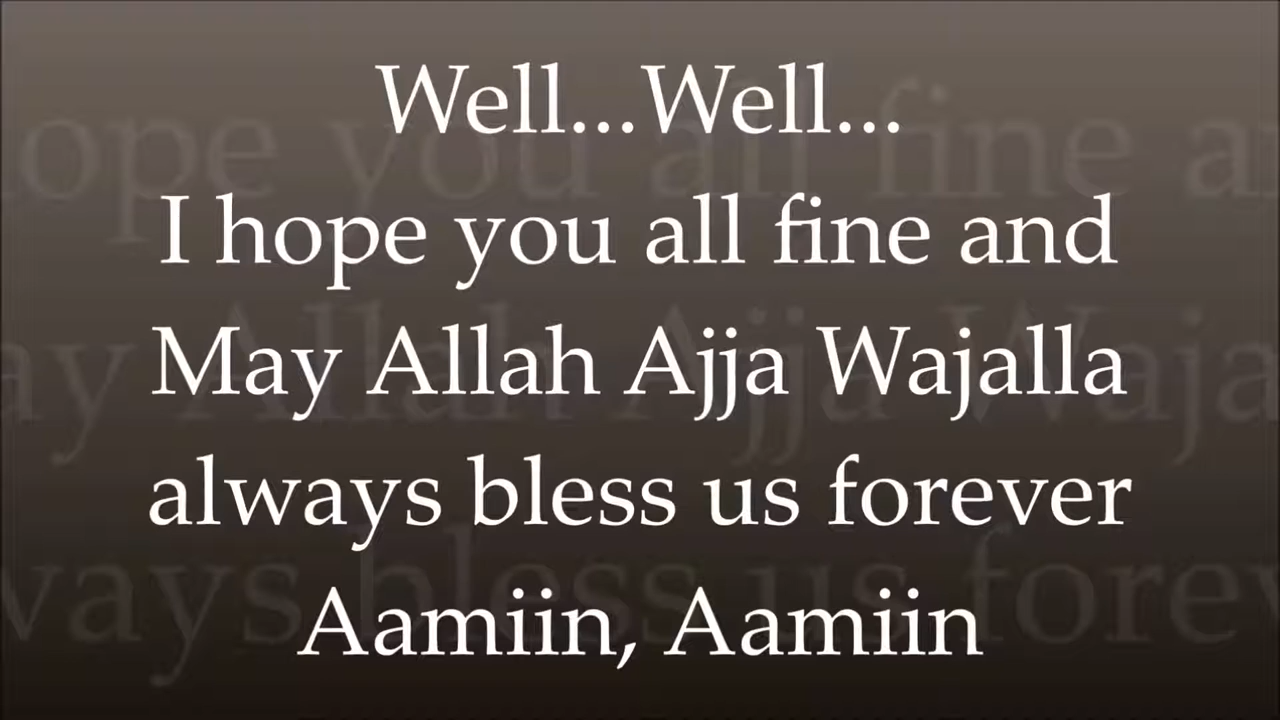 Well...Well...
I hope you all fine and
May Allah Ajja Wajalla
always bless us forever
Aamiin, Aamiin